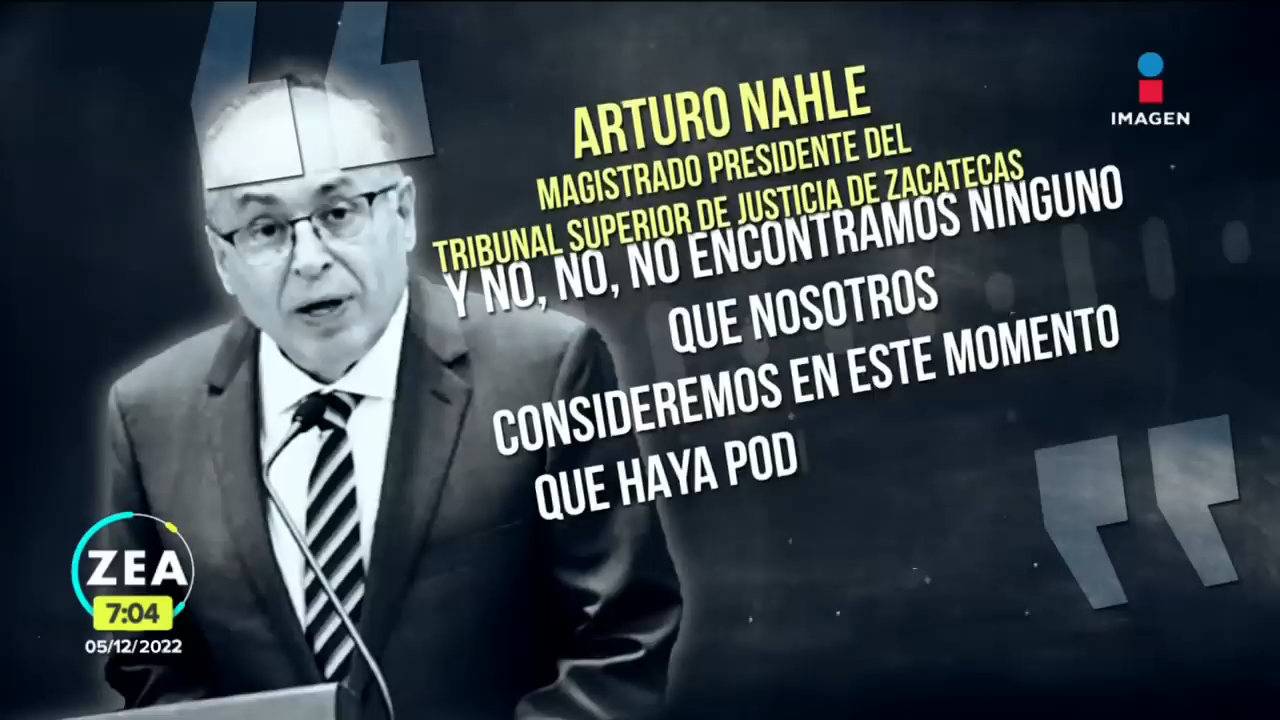 ARTURO NAHLE
MAGISTRADO PRESIDENTE DEL
TRIBUNAL SUPERIOR DE JUSTICIA DE ZACATECAS
Y NO, NO, NO ENCONTRAMOS NINGUNO
QUE NOSOTROS
CONSIDEREMOS EN ESTE MOMENTO
QUE HAYA POD
IMAGEN
ZEA
7:04
05/12/2022